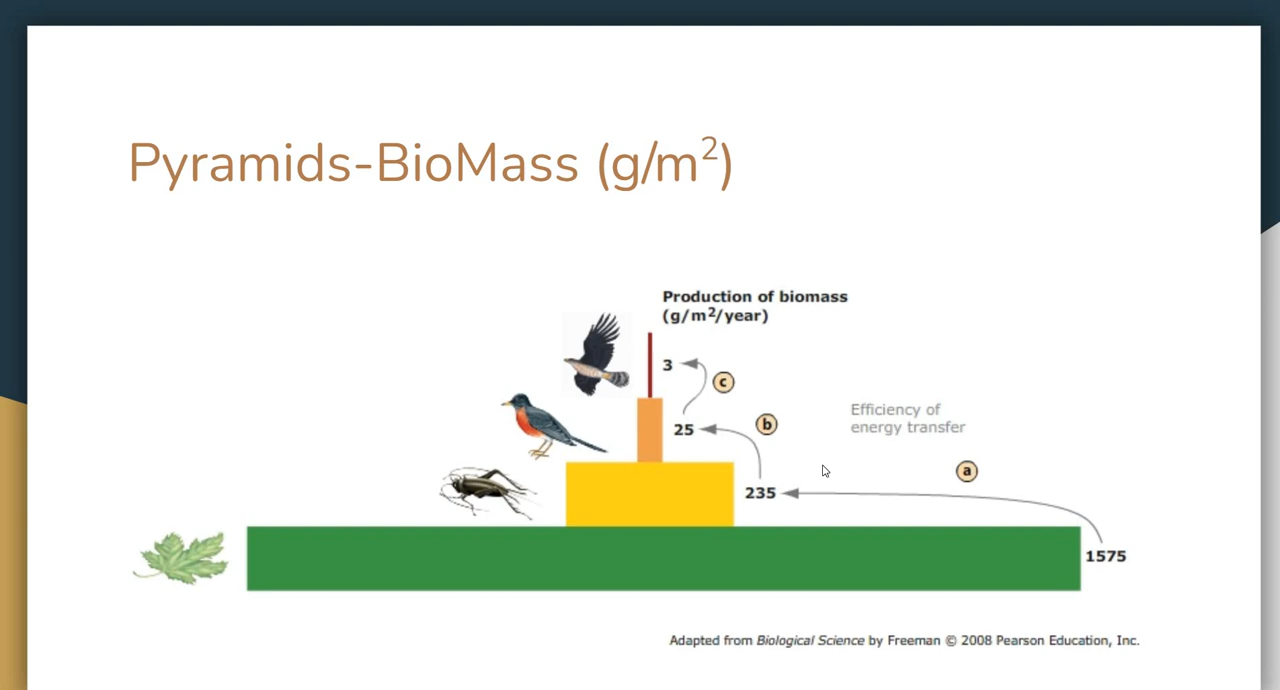 Pyramids-BioMass (g/m²)
Production of biomass
(g/m²/year)
3
c
25
b
Efficiency of
energy transfer
a
235
1575
Adapted from Biological Science by Freeman © 2008 Pearson Education, Inc.